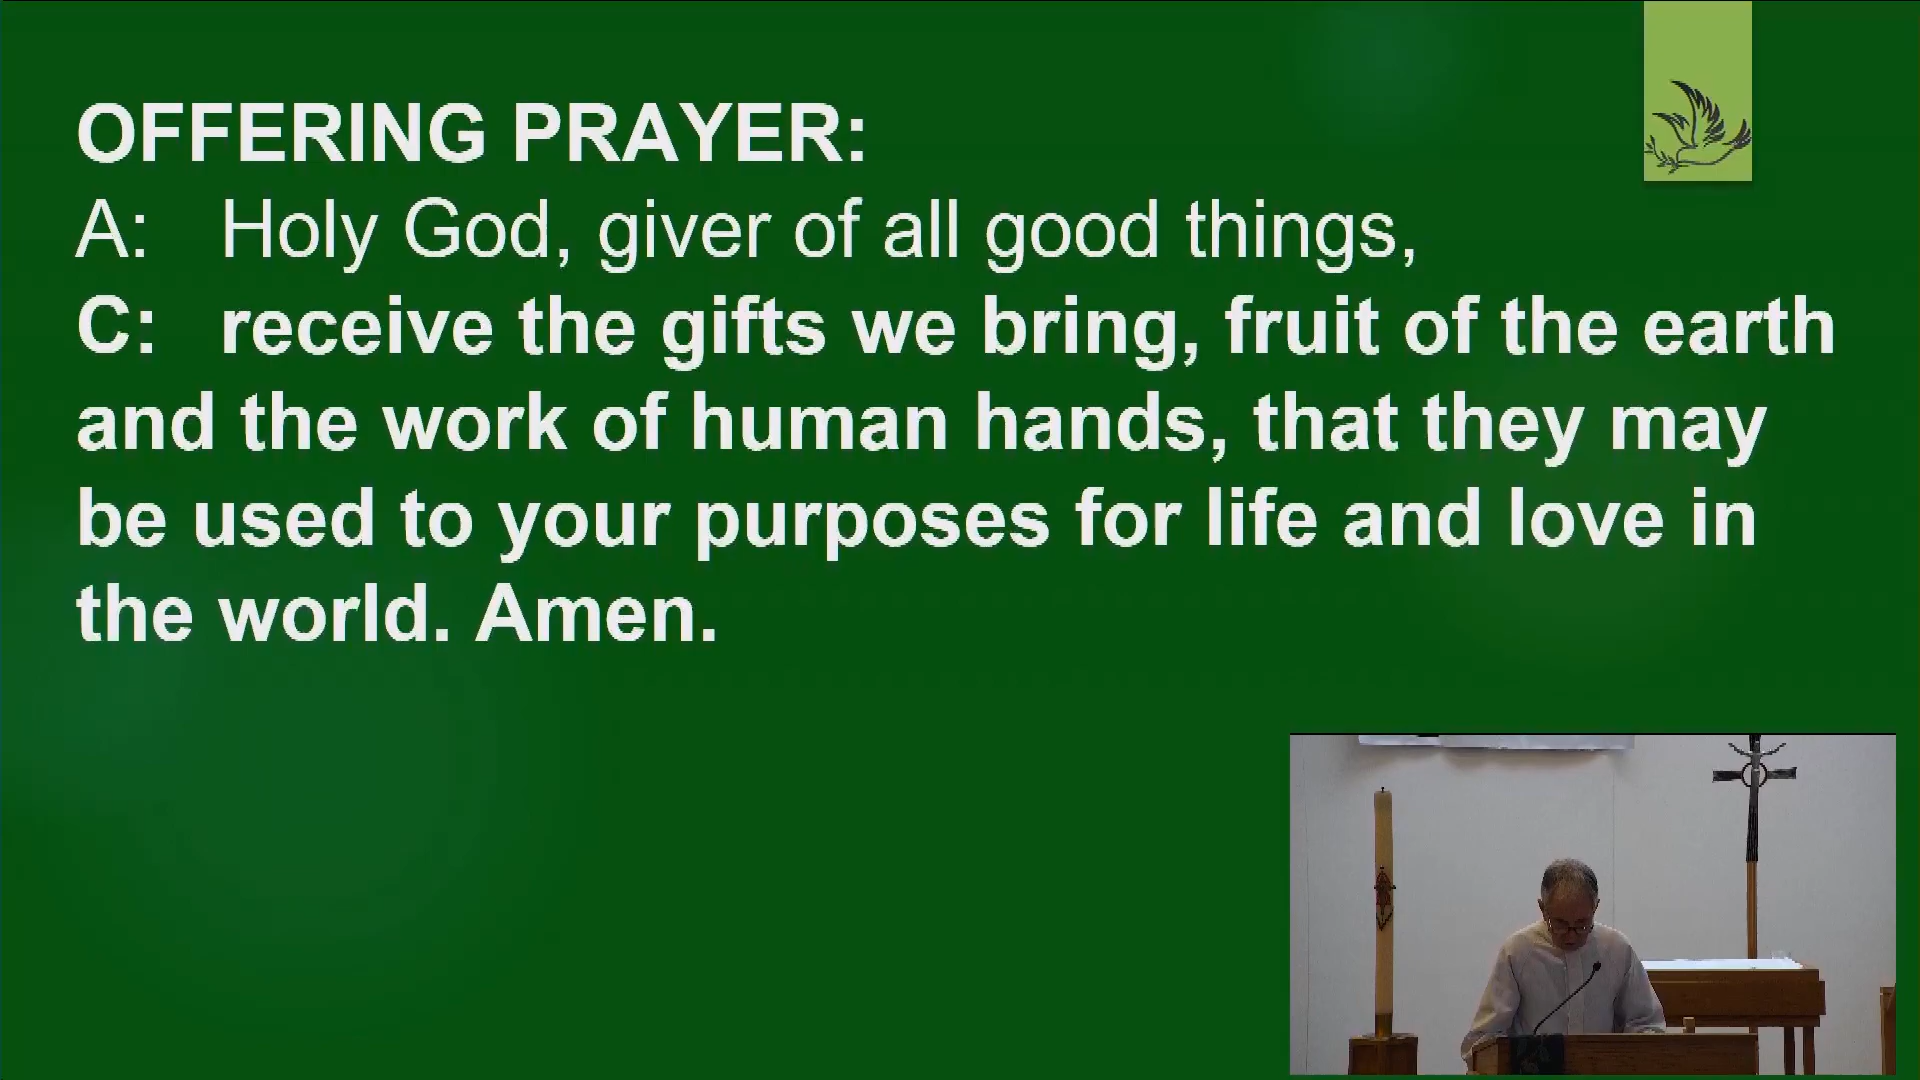 OFFERING PRAYER:
A: Holy God, giver of all good things,
C: receive the gifts we bring, fruit of the earth
and the work of human hands, that they may
be used to your purposes for life and love in
the world. Amen.